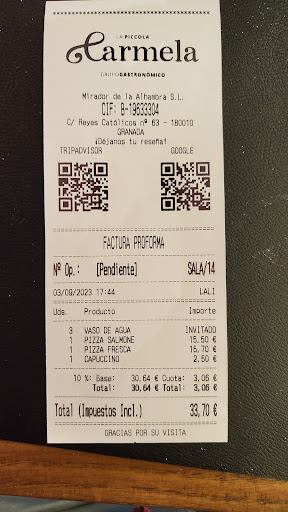 LA PICCOLA
Carmela
GRUPO GASTRONÓMICO
Mirador de la Alhambra S.L.
CIF: B-19633304
C/ Reyes Católicos nº 63 - 180010
GRANADA
¡Déjanos tu reseña!
TRIPADVISOR GOOGLE
FACTURA PROFORMA
Nº Op.: [Pendiente] SALA/14
03/09/2023 17:44 LALI
Uds. Producto Importe
3 VASO DE AGUA INVITADO
1 PIZZA SALMONE 15,50 €
1 PIZZA FRESCA 15,70 €
1 CAPUCCINO 2,50 €
10 %: Base: 30,64 € Cuota: 3,06 €
Total: 30,64 € Total: 3,06 €
Total (Impuestos Incl.) 33,70 €
GRACIAS POR SU VISITA